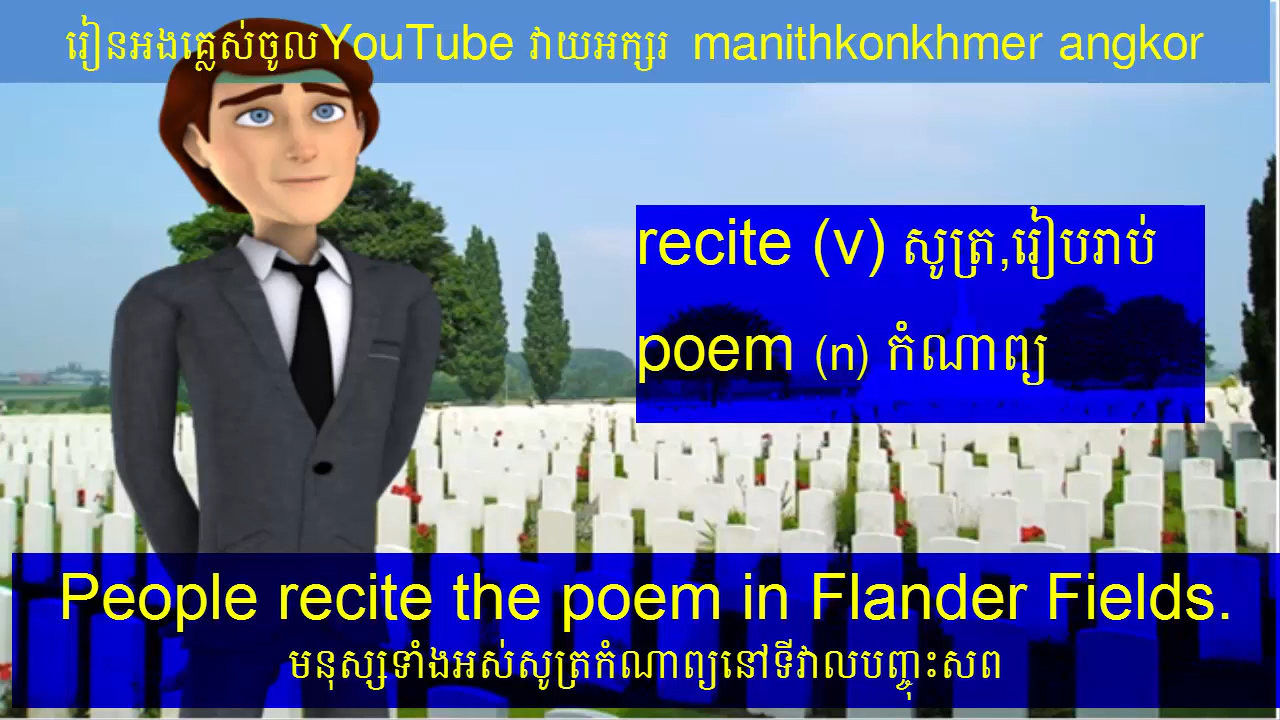 រៀនអងគ្លេស់ចូលYouTube វាយអក្សរ manithkonkhmer angkor
recite (v) សូត្រ,រៀបរាប់
poem (n) កំណាព្យ
People recite the poem in Flander Fields.
មនុស្សទាំងអស់សូត្រកំណាព្យនៅទីវាលបញ្ចុះសព